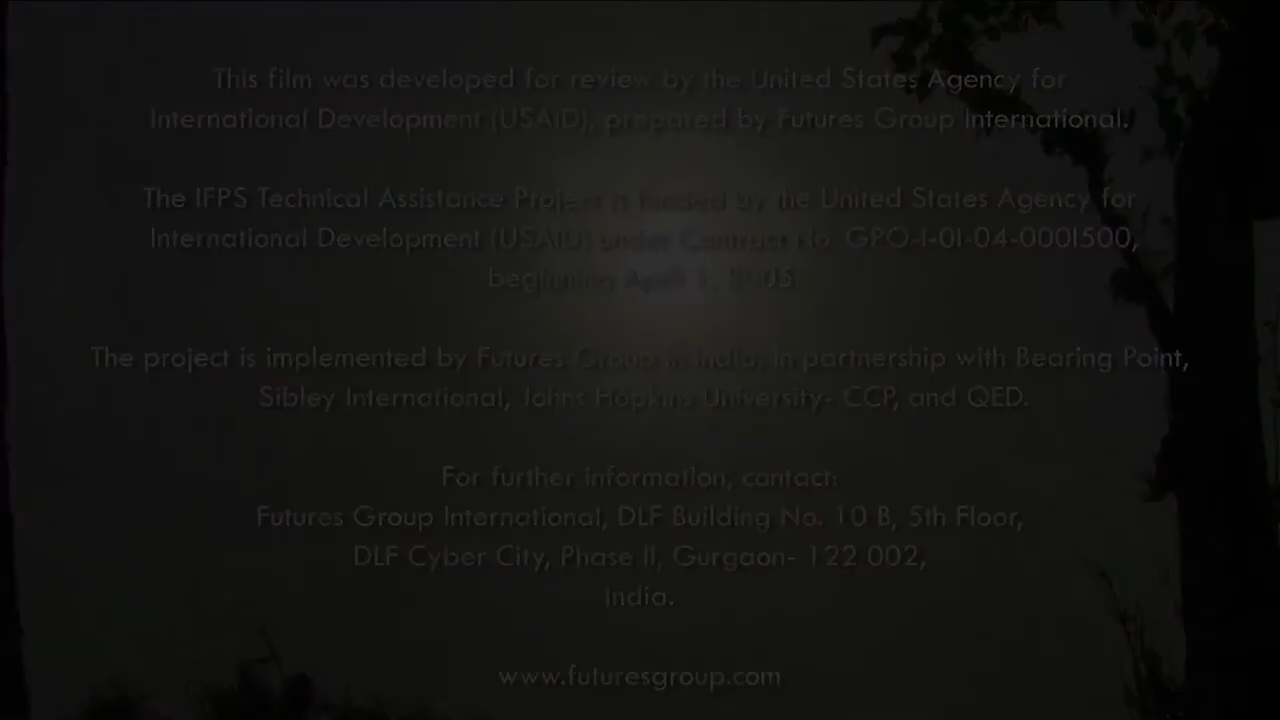 This film was developed for review by the United States Agency for
International Development (USAID), prepared by Futures Group International.
The IFPS Technical Assistance Project is funded by the United States Agency for
International Development (USAID) under Contract No. GPO-I-01-04-0001500,
beginning April 1, 2005
The project is implemented by Futures Group in India, in partnership with Bearing Point,
Sibley International, Johns Hopkins University- CCP, and QED.
For further information, contact:
Futures Group International, DLF Building No. 10 B, 5th Floor,
DLF Cyber City, Phase II, Gurgaon- 122 002,
India.
www.futuresgroup.com